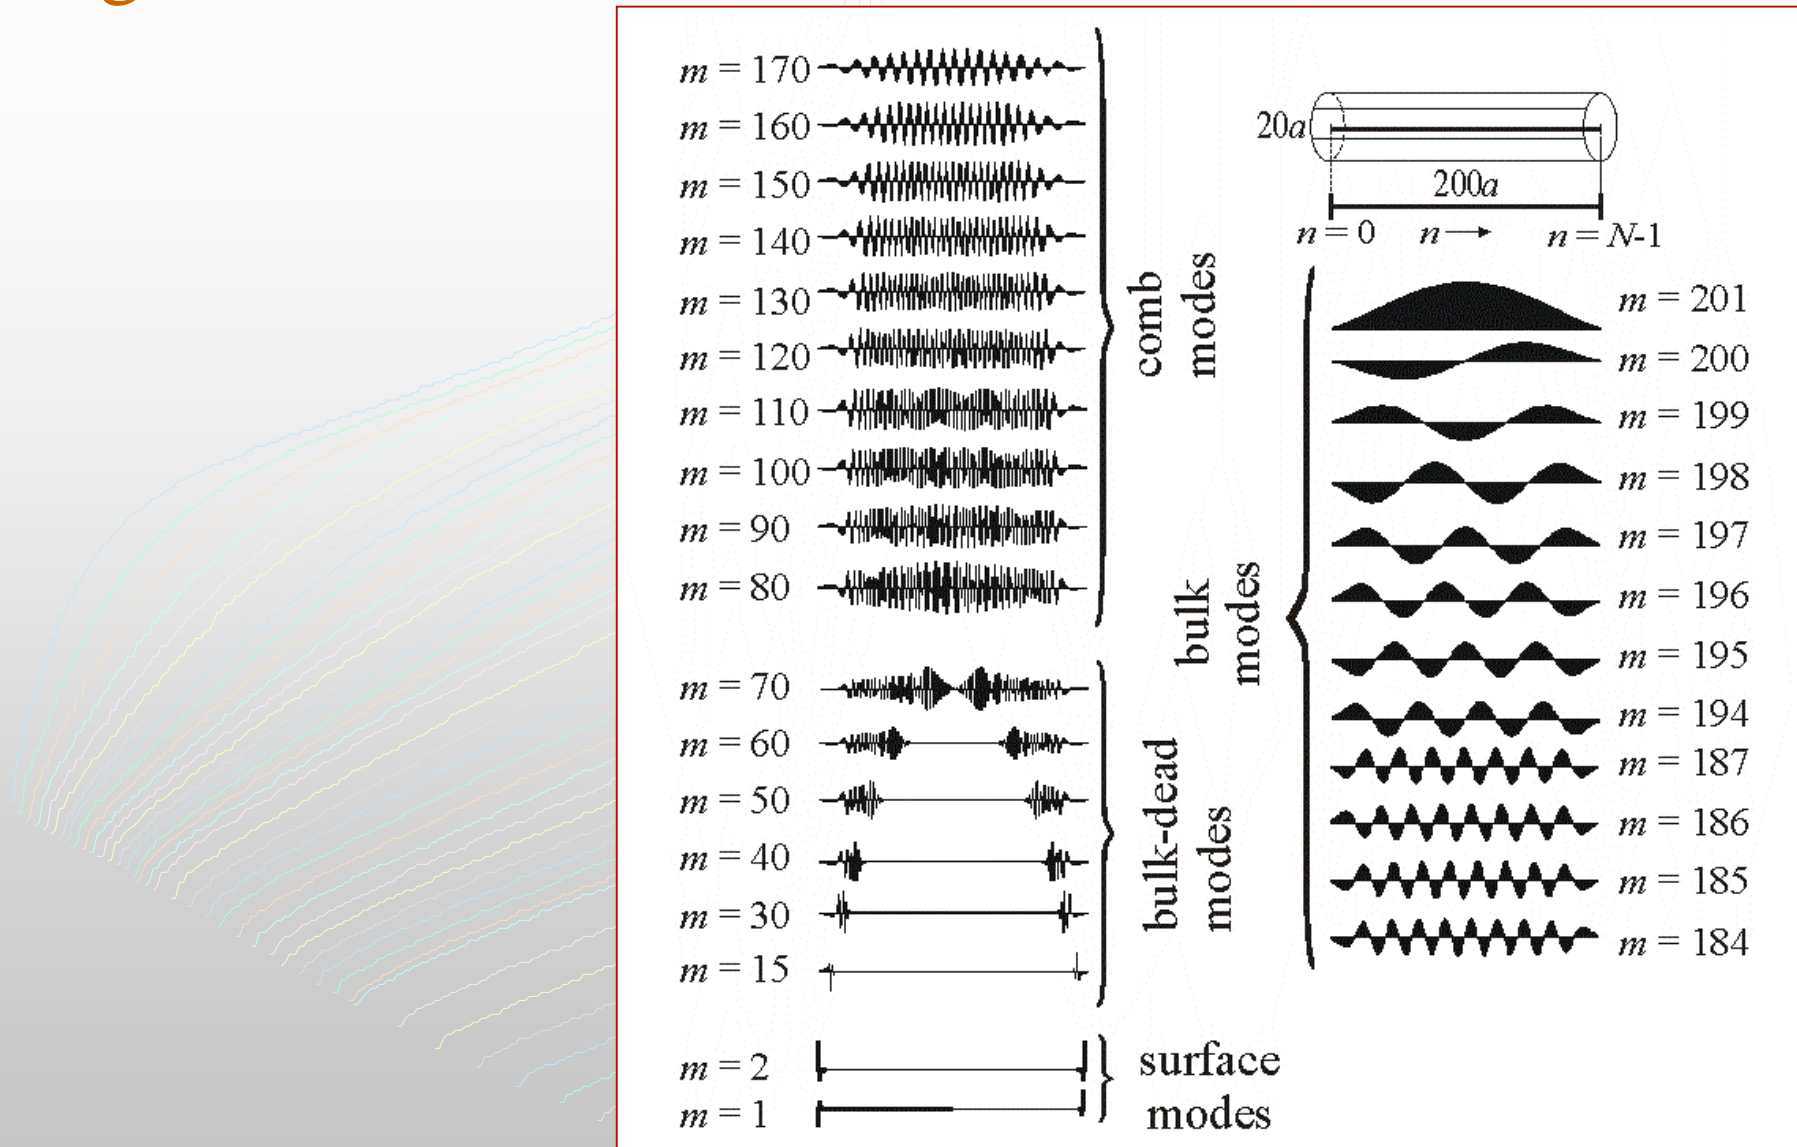 m = 170
m = 160
m = 150
m = 140
m = 130
m = 120
m = 110
m = 100
m = 90
m = 80
comb
modes
m = 70
m = 60
m = 50
m = 40
m = 30
m = 15
bulk-dead
modes
m = 2
m = 1
surface
modes
20a
200a
n = 0
n
n = N-1
bulk
modes
m = 201
m = 200
m = 199
m = 198
m = 197
m = 196
m = 195
m = 194
m = 187
m = 186
m = 185
m = 184